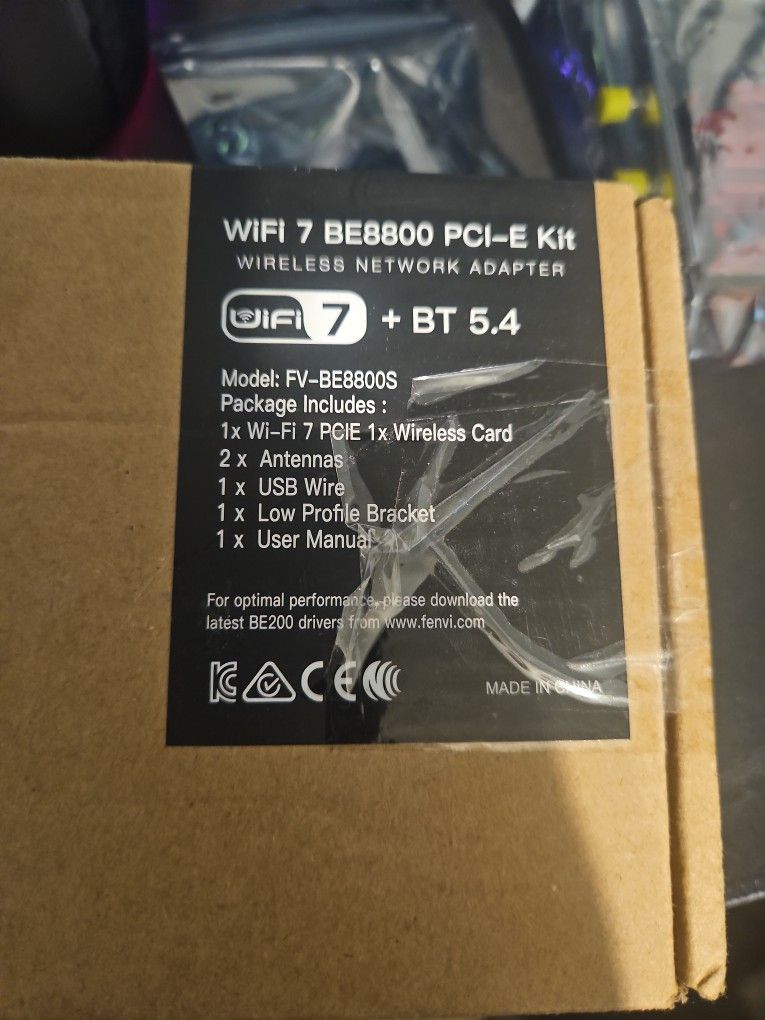 WiFi 7 BE8800 PCI-E Kit
WIRELESS NETWORK ADAPTER
WiFi 7 + BT 5.4
Model: FV-BE8800S
Package Includes :
1x Wi-Fi 7 PCIE 1x Wireless Card
2 x Antennas
1 x USB Wire
1 x Low Profile Bracket
1 x User Manual
For optimal performance, please download the
latest BE200 drivers from www.fenvi.com
CE
MADE IN CHINA